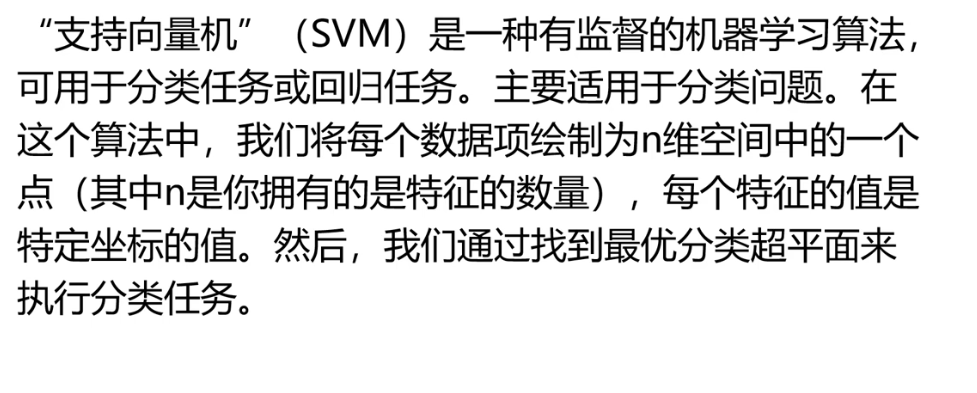 “支持向量机”（SVM）是一种有监督的机器学习算法，
可用于分类任务或回归任务。主要适用于分类问题。在
这个算法中，我们将每个数据项绘制为n维空间中的一个
点（其中n是你拥有的是特征的数量），每个特征的值是
特定坐标的值。然后，我们通过找到最优分类超平面来
执行分类任务。